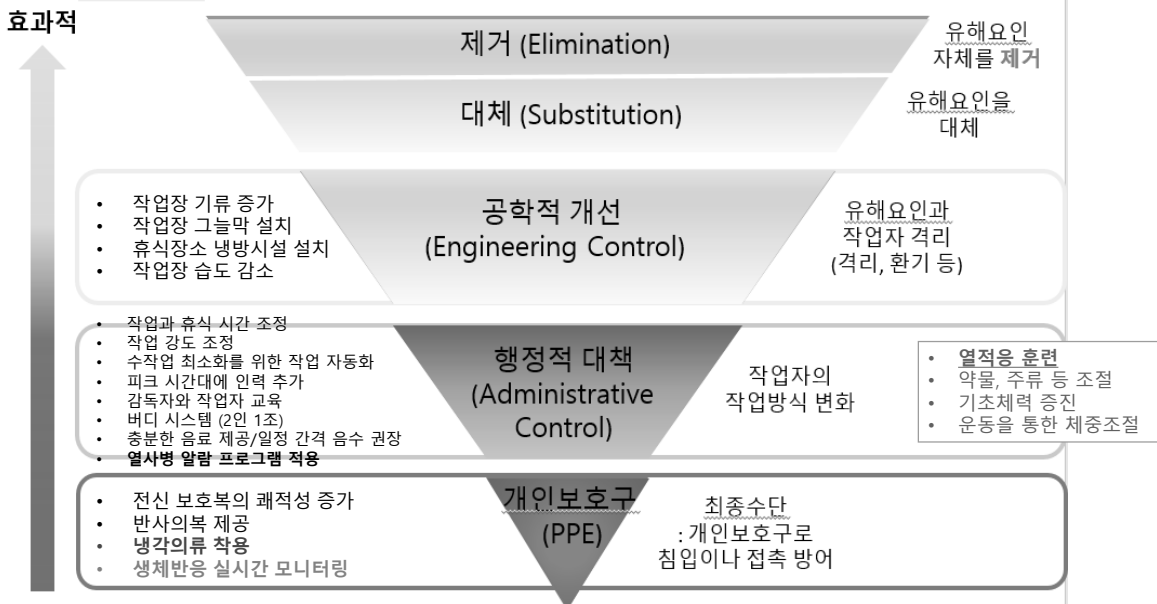 효과적
제거 (Elimination)
유해요인
자체를 제거
대체 (Substitution)
유해요인을
대체
• 작업장 기류 증가
• 작업장 그늘막 설치
• 휴식장소 냉방시설 설치
• 작업장 습도 감소
공학적 개선
(Engineering Control)
유해요인과
작업자 격리
(격리, 환기 등)
• 작업과 휴식 시간 조정
• 작업 강도 조정
• 수작업 최소화를 위한 작업 자동화
• 피크 시간대에 인력 추가
• 감독자와 작업자 교육
• 버디 시스템 (2인 1조)
• 충분한 음료 제공/일정 간격 음수 권장
• 열사병 알람 프로그램 적용
행정적 대책
(Administrative
Control)
작업자의
작업방식 변화
• 열적응 훈련
• 약물, 주류 등 조절
• 기초체력 증진
• 운동을 통한 체중조절
• 전신 보호복의 쾌적성 증가
• 반사의복 제공
• 냉각의류 착용
• 생체반응 실시간 모니터링
개인보호구
(PPE)
최종수단
: 개인보호구로
침입이나 접촉 방어